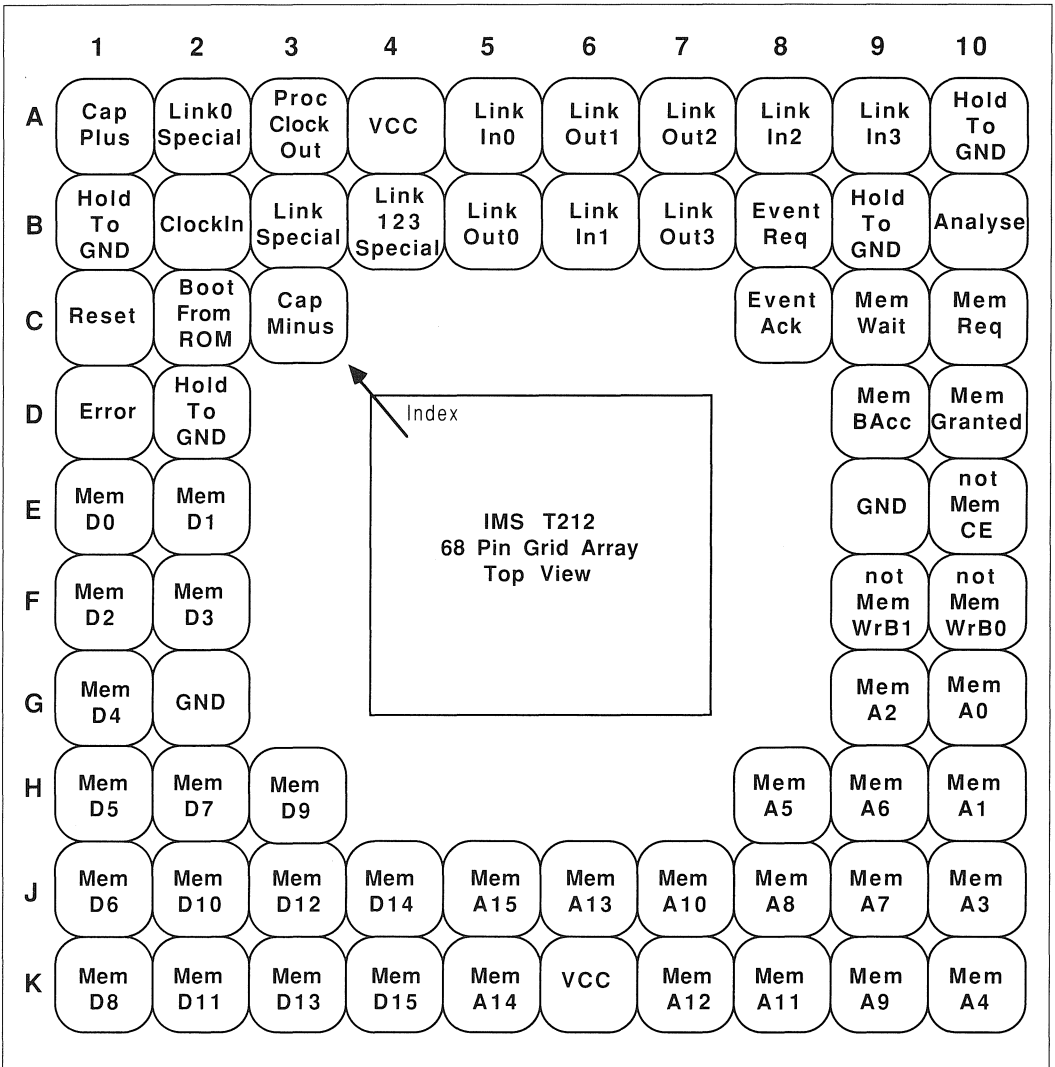 1 2 3 4 5 6 7 8 9 10
A
Cap Plus
Link0 Special
Proc Clock Out
VCC
Link In0
Link Out1
Link Out2
Link In2
Link In3
Hold To GND
B
Hold To GND
ClockIn
Link Special
Link 123 Special
Link Out0
Link In1
Link Out3
Event Req
Hold To GND
Analyse
C
Reset
Boot From ROM
Cap Minus
Event Ack
Mem Wait
Mem Req
D
Error
Hold To GND
Index
Mem BAcc
Mem Granted
E
Mem D0
Mem D1
IMS T212
68 Pin Grid Array
Top View
GND
not Mem CE
F
Mem D2
Mem D3
not Mem WrB1
not Mem WrB0
G
Mem D4
GND
Mem A2
Mem A0
H
Mem D5
Mem D7
Mem D9
Mem A5
Mem A6
Mem A1
J
Mem D6
Mem D10
Mem D12
Mem D14
Mem A15
Mem A13
Mem A10
Mem A8
Mem A7
Mem A3
K
Mem D8
Mem D11
Mem D13
Mem D15
Mem A14
VCC
Mem A12
Mem A11
Mem A9
Mem A4